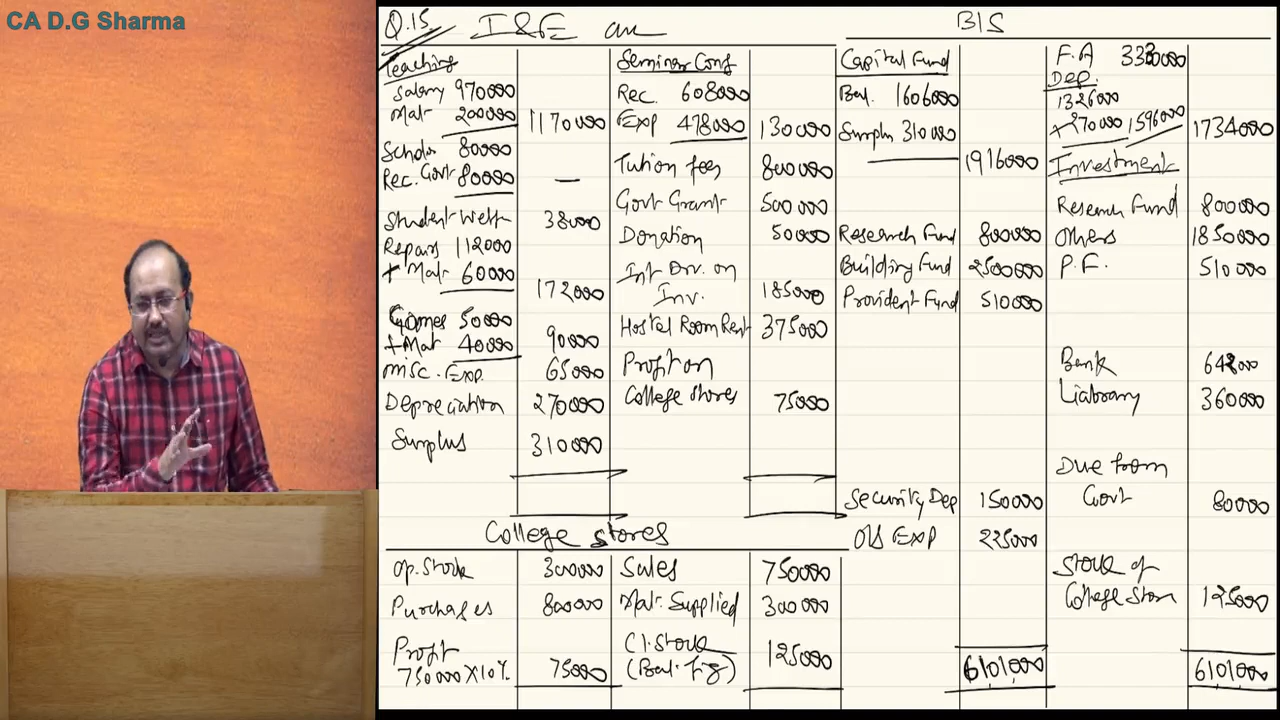 CA D.G Sharma
Q.15 I&E a/c
Teaching
Salary 970000
Mat 200000 1170000
Schola 80000
Rec. Govt 80000 —
Student Welf 38000
Repairs 112000
+ Mat 60000 172000
Games 50000
+ Mat 40000 90000
Misc. Exp. 65000
Depreciation 270000
Surplus 310000
Seminar Conf
Rec. 608000
Exp 478000 130000
Tution fees 800000
Govt Grant 500000
Donation 50000
Int Div. on
Inv. 185000
Hostel Room Rent 375000
Profit on
College stores 75000
College stores
Op. Stock 300000 Sales 750000
Purchases 800000 Mat. Supplied 300000
Profit Cl. Stock
750000 X 10% 75000 (Bal. fig) 125000
B/S
Capital Fund
Bal. 1606000
Surplus 310000
1916000
Research Fund 800000
Building Fund 2500000
Provident Fund 510000
Security Dep 150000
O/S EXP 225000
6101000
F.A 3330000
Dep.
1326000
+270000 1596000 1734000
Investment
Research Fund 800000
Others 1850000
P.F. 510000
Bank 642000
Liabrary 360000
Due from
Govt 80000
Stock of
College Store 125000
6101000